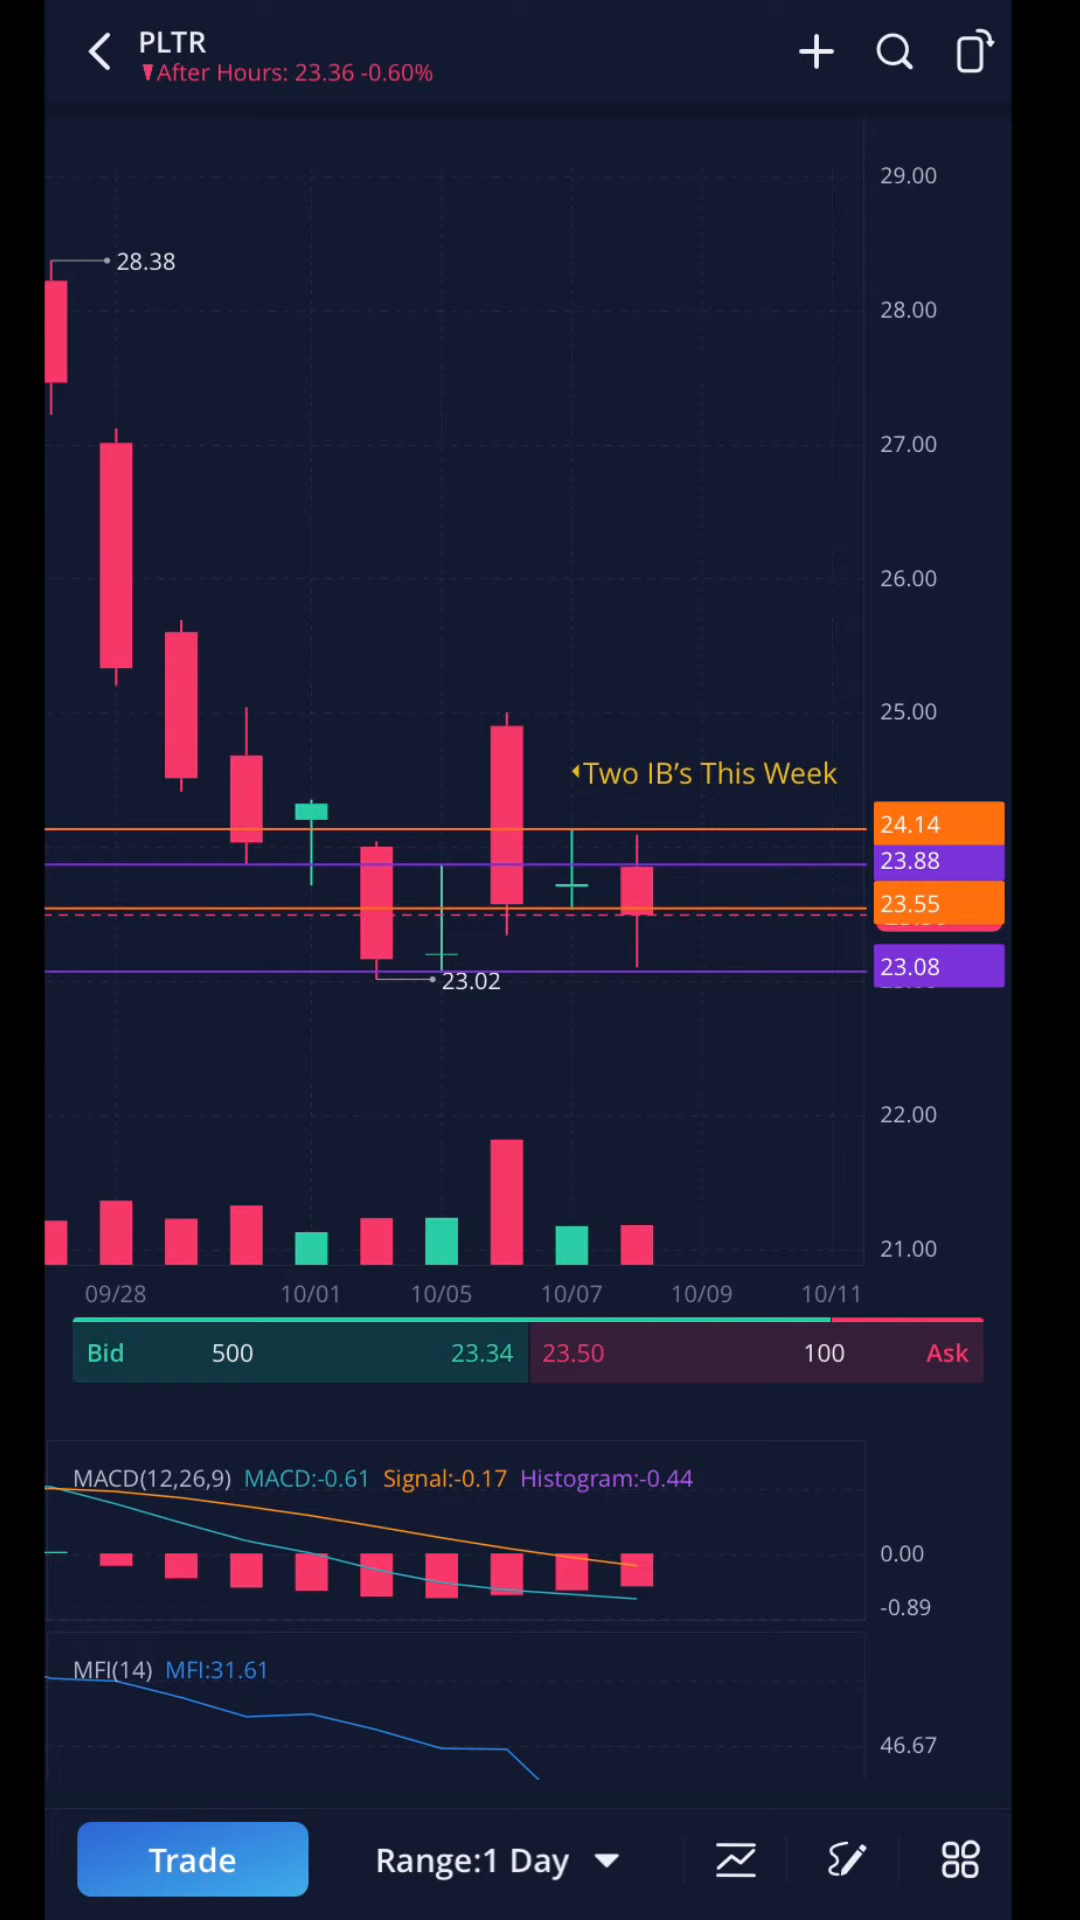 PLTR
▼After Hours: 23.36 -0.60%
29.00
28.38
28.00
27.00
26.00
25.00
Two IB’s This Week
24.14
23.88
23.55
23.08
23.02
22.00
21.00
09/28 10/01 10/05 10/07 10/09 10/11
Bid 500 23.34 23.50 100 Ask
MACD(12,26,9) MACD:-0.61 Signal:-0.17 Histogram:-0.44
0.00
-0.89
MFI(14) MFI:31.61
46.67
Trade Range:1 Day